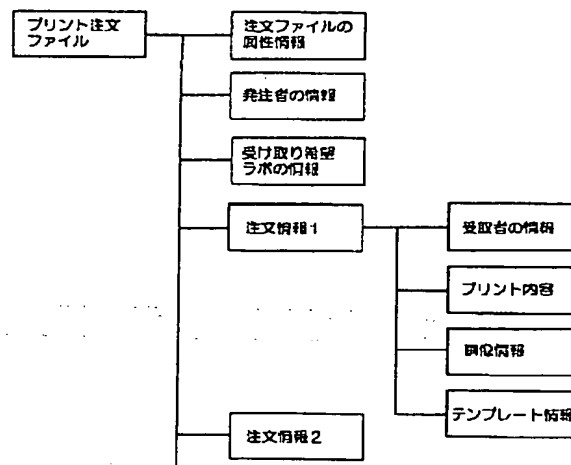 プリント注文
ファイル
注文ファイルの
属性情報
発注者の情報
受け取り希望
ラボの情報
注文情報1
受取者の情報
プリント内容
画像情報
テンプレート情報
注文情報2